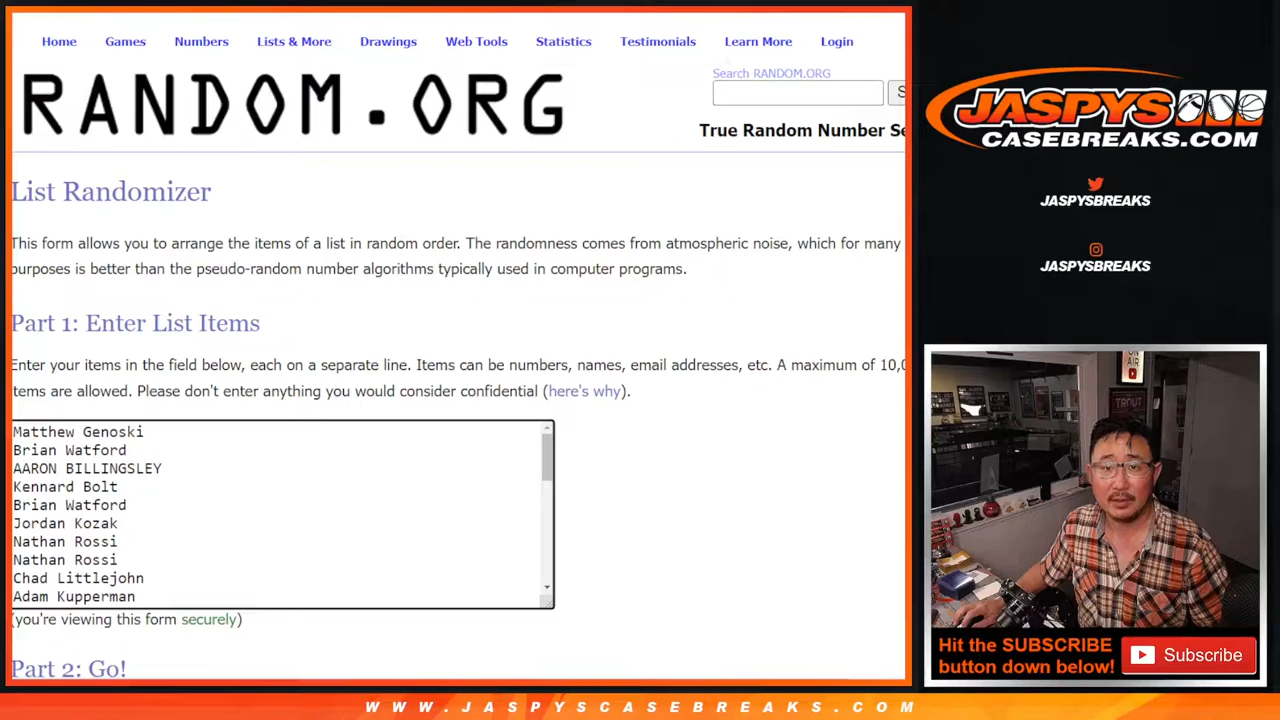 Home Games Numbers Lists & More Drawings Web Tools Statistics Testimonials Learn More Login
RANDOM.ORG
Search RANDOM.ORG
S
True Random Number Se
List Randomizer
This form allows you to arrange the items of a list in random order. The randomness comes from atmospheric noise, which for many
purposes is better than the pseudo-random number algorithms typically used in computer programs.
Part 1: Enter List Items
Enter your items in the field below, each on a separate line. Items can be numbers, names, email addresses, etc. A maximum of 10,0
tems are allowed. Please don't enter anything you would consider confidential (here's why).
Matthew Genoski
Brian Watford
AARON BILLINGSLEY
Kennard Bolt
Brian Watford
Jordan Kozak
Nathan Rossi
Nathan Rossi
Chad Littlejohn
Adam Kupperman
(you're viewing this form securely)
Part 2: Go!
JASPYS
CASEBREAKS.COM
JASPYSBREAKS
JASPYSBREAKS
ON
AIR
TROUT
Hit the SUBSCRIBE
button down below!
Subscribe
WWW.JASPYSCASEBREAKS.COM